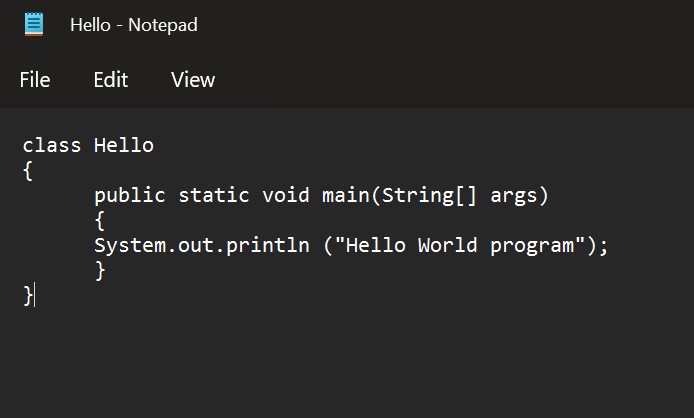 Hello - Notepad
File Edit View
class Hello
{
public static void main(String[] args)
{
System.out.println ("Hello World program");
}
}